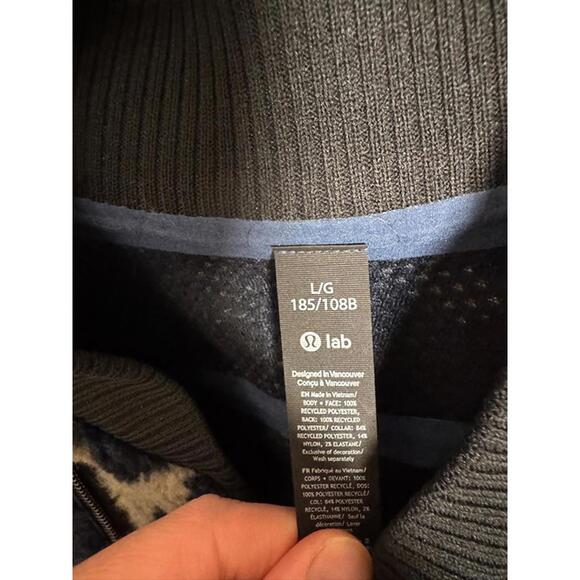 L/G
185/108B
lab
Designed in Vancouver
Conçu à Vancouver
EN Made in Vietnam/
BODY + FACE: 100%
RECYCLED POLYESTER,
BACK: 100% RECYCLED
POLYESTER/ COLLAR: 84%
RECYCLED POLYESTER, 14%
NYLON, 2% ELASTANE/
Exclusive of decoration/
Wash separately
FR Fabriqué au Vietnam/
CORPS + DEVANT: 100%
POLYESTER RECYCLÉ, DOS:
100% POLYESTER RECYCLÉ/
COL: 84% POLYESTER
RECYCLÉ, 14% NYLON, 2%
ÉLASTHANNE/ Sauf la
décoration/ Laver